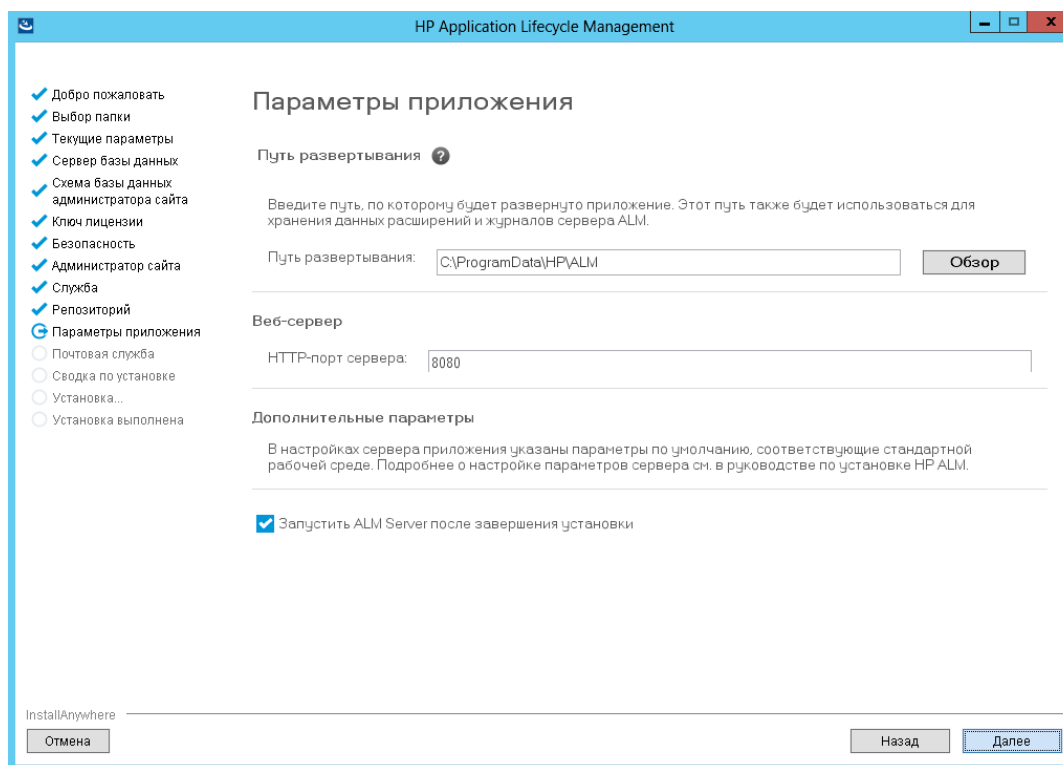 HP Application Lifecycle Management
Добро пожаловать
Выбор папки
Текущие параметры
Сервер базы данных
Схема базы данных
администратора сайта
Ключ лицензии
Безопасность
Администратор сайта
Служба
Репозиторий
Параметры приложения
Почтовая служба
Сводка по установке
Установка...
Установка выполнена
Параметры приложения
Путь развертывания ?
Введите путь, по которому будет развернуто приложение. Этот путь также будет использоваться для
хранения данных расширений и журналов сервера ALM.
Путь развертывания: C:\ProgramData\HP\ALM Обзор
Веб-сервер
HTTP-порт сервера: 8080
Дополнительные параметры
В настройках сервера приложения указаны параметры по умолчанию, соответствующие стандартной
рабочей среде. Подробнее о настройке параметров сервера см. в руководстве по установке HP ALM.
Запустить ALM Server после завершения установки
InstallAnywhere
Отмена Назад Далее